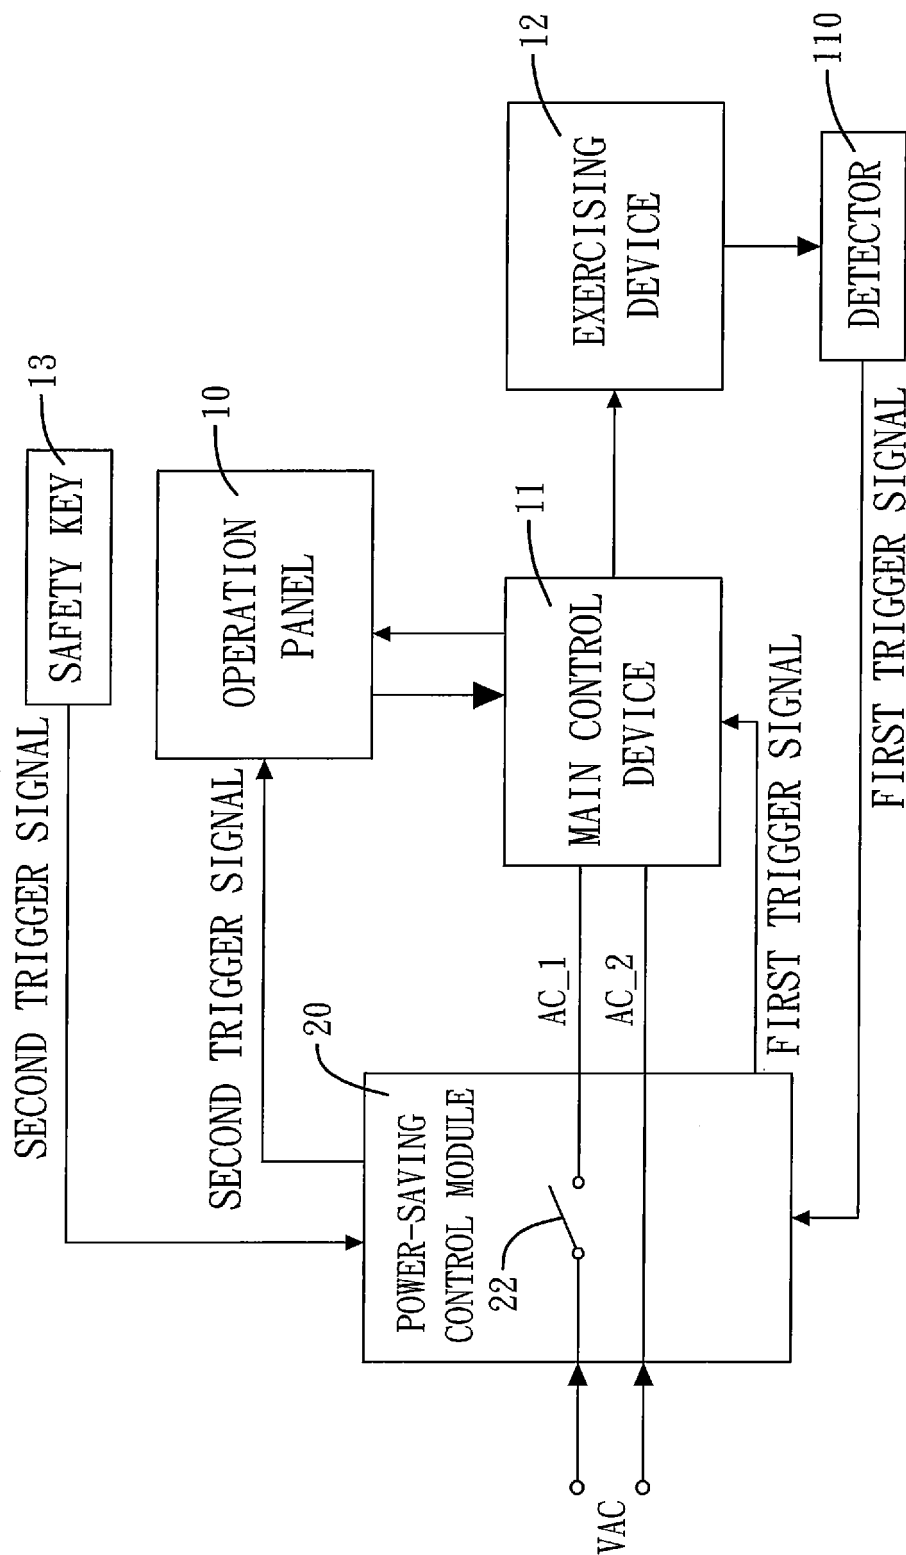 SECOND TRIGGER SIGNAL
SAFETY KEY
13
SECOND TRIGGER SIGNAL
OPERATION
PANEL
10
20
POWER-SAVING
CONTROL MODULE
22
VAC
AC_1
AC_2
MAIN CONTROL
DEVICE
11
EXERCISING
DEVICE
12
FIRST TRIGGER SIGNAL
DETECTOR
110
FIRST TRIGGER SIGNAL